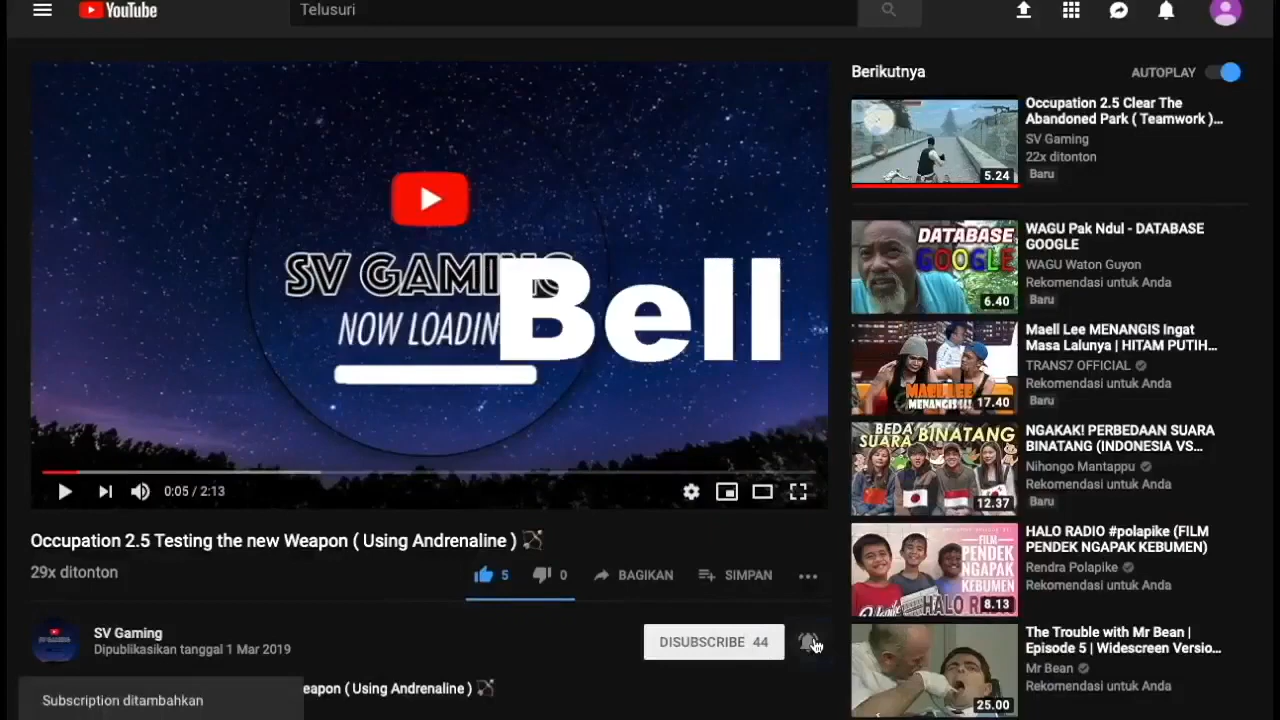 YouTube
Telusuri
SV GAMING
NOW LOADIN
Bell
0:05 / 2:13
Occupation 2.5 Testing the new Weapon ( Using Andrenaline ) 🏹
29x ditonton
5
0
BAGIKAN
SIMPAN
SV Gaming
Dipublikasikan tanggal 1 Mar 2019
DISUBSCRIBE 44
eapon ( Using Andrenaline ) 🏹
Subscription ditambahkan
Berikutnya
AUTOPLAY
5.24
Occupation 2.5 Clear The
Abandoned Park ( Teamwork )...
SV Gaming
22x ditonton
Baru
DATABASE
GOOGLE
6.40
WAGU Pak Ndul - DATABASE
GOOGLE
WAGU Waton Guyon
Rekomendasi untuk Anda
Baru
MAELL LEE
MENANGIS!!!
17.40
Maell Lee MENANGIS Ingat
Masa Lalunya | HITAM PUTIH...
TRANS7 OFFICIAL
Rekomendasi untuk Anda
Baru
BEDA
SUARA BINATANG
12.37
NGAKAK! PERBEDAAN SUARA
BINATANG (INDONESIA VS...
Nihongo Mantappu
Rekomendasi untuk Anda
Baru
FILM
PENDEK
NGAPAK
KEBUMEN
HALO
8.13
HALO RADIO #polapike (FILM
PENDEK NGAPAK KEBUMEN)
Rendra Polapike
Rekomendasi untuk Anda
25.00
The Trouble with Mr Bean |
Episode 5 | Widescreen Versio...
Mr Bean
Rekomendasi untuk Anda